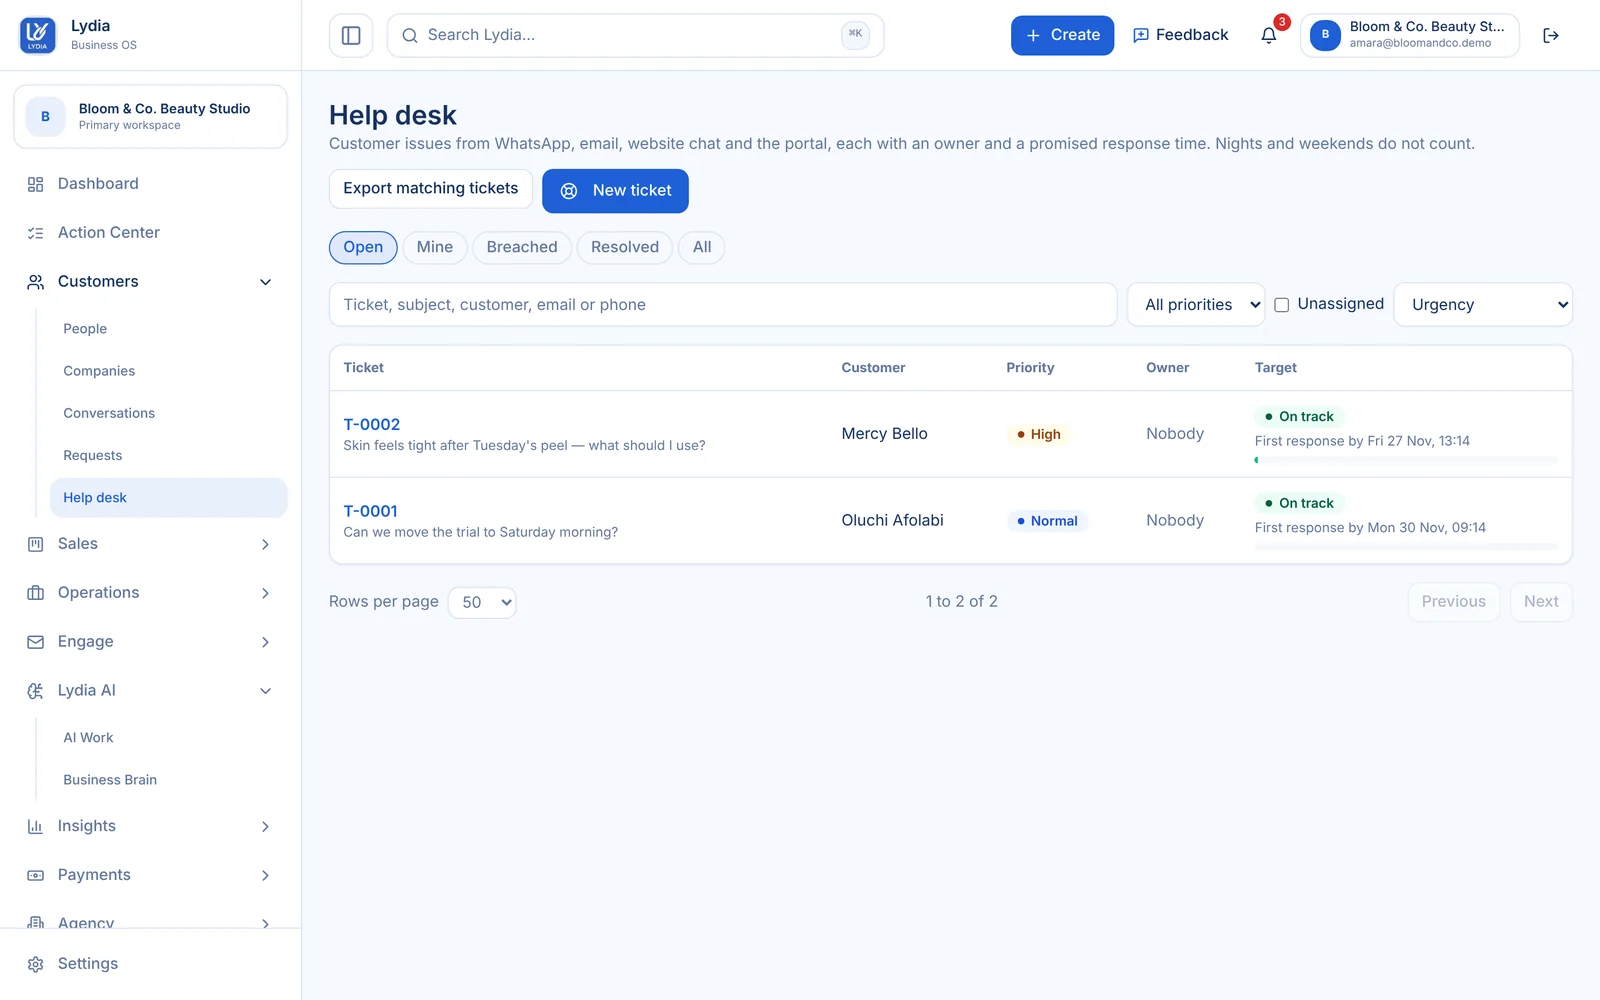 LYDIA
Lydia
Business OS
Search Lydia...
⌘K
Create
Feedback
3
B
Bloom & Co. Beauty St...
amara@bloomandco.demo
B
Bloom & Co. Beauty Studio
Primary workspace
Dashboard
Action Center
Customers
People
Companies
Conversations
Requests
Help desk
Sales
Operations
Engage
Lydia AI
AI Work
Business Brain
Insights
Payments
Agency
Settings
Help desk
Customer issues from WhatsApp, email, website chat and the portal, each with an owner and a promised response time. Nights and weekends do not count.
Export matching tickets
New ticket
Open
Mine
Breached
Resolved
All
Ticket, subject, customer, email or phone
All priorities
Unassigned
Urgency
Ticket Customer Priority Owner Target
T-0002
Skin feels tight after Tuesday's peel — what should I use?
Mercy Bello
High
Nobody
On track
First response by Fri 27 Nov, 13:14
T-0001
Can we move the trial to Saturday morning?
Oluchi Afolabi
Normal
Nobody
On track
First response by Mon 30 Nov, 09:14
Rows per page 50
1 to 2 of 2
Previous
Next